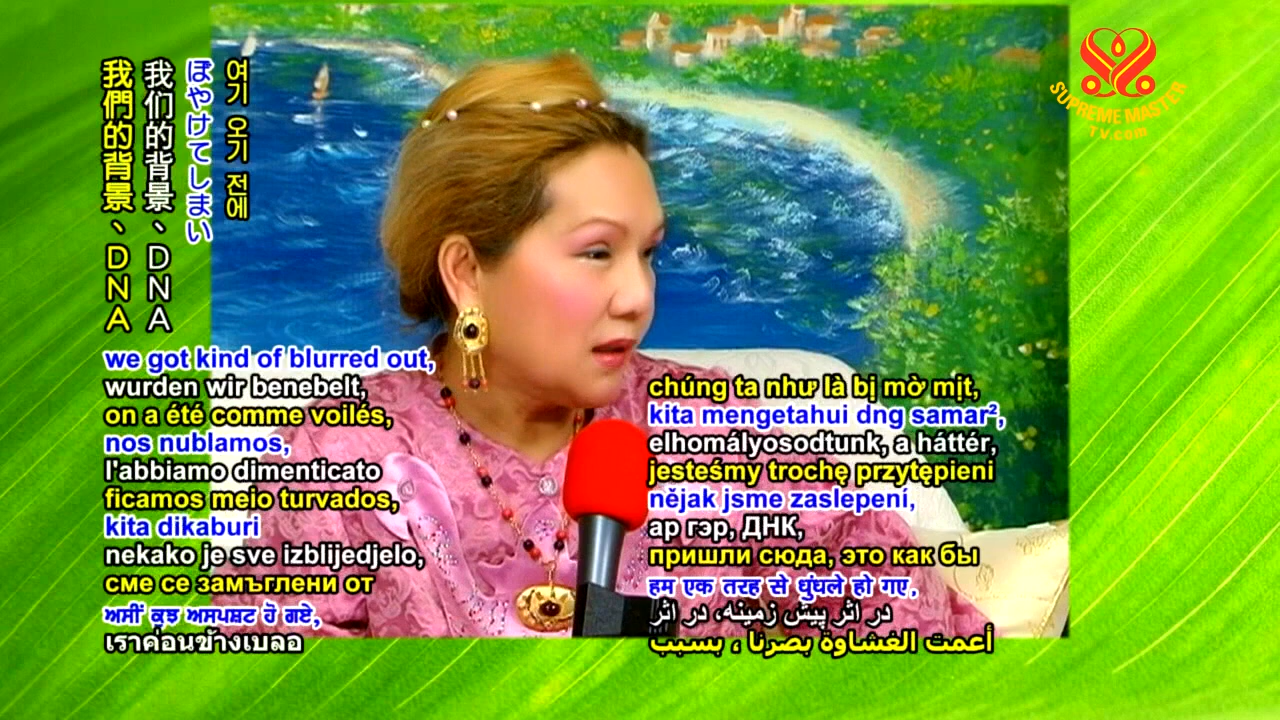 我們的背景、DNA
我们的背景、DNA
ぼやけてしまい
여기 오기 전에
SUPREME MASTER
TV.com
we got kind of blurred out,
wurden wir benebelt,
on a été comme voilés,
nos nublamos,
l'abbiamo dimenticato
ficamos meio turvados,
kita dikaburi
nekako je sve izblijedjelo,
сме се замъглени от
ਅਸੀਂ ਕੁਝ ਅਸਪਸ਼ਟ ਹੋ ਗਏ,
เราค่อนข้างเบลอ
chúng ta như là bị mờ mịt,
kita mengetahui dng samar²,
elhomályosodtunk, a háttér,
jesteśmy trochę przytępieni
nějak jsme zaslepení,
ар гэр, ДНК,
пришли сюда, это как бы
हम एक तरह से धुंधले हो गए,
در اثر پیش زمینه، در اثر
أعمت الغشاوة بصرنا ، بسبب